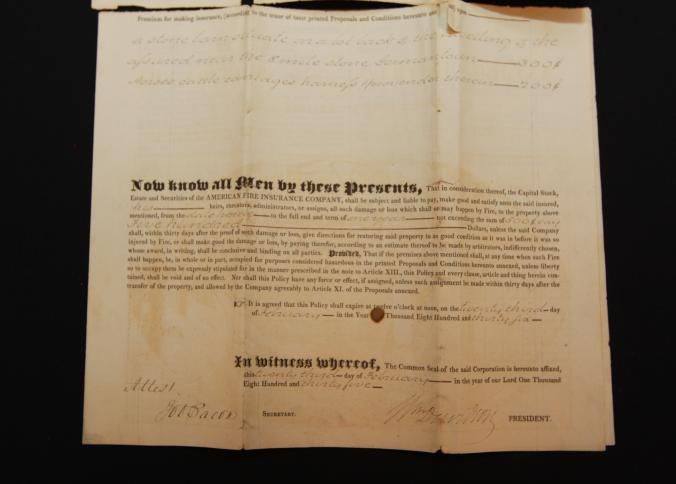 Premium for making insurance, (according to the tenor of their printed Proposals and Conditions hereunto
a stone barn situate on a lot back of the dwelling of the
assured near the 8 mile stone Germantown — 300$
Horses cattle carriages harness & provender therein — 200$
Now know all Men by these Presents, That in consideration thereof, the Capital Stock,
Estate and Securities of the AMERICAN FIRE INSURANCE COMPANY, shall be subject and liable to pay, make good and satisfy unto the said insured,
his heirs, executors, administrators, or assigns, all such damage or loss which shall or may happen by Fire, to the property above
mentioned, from the date hereof to the full end and term of one year not exceeding the sum of
Five hundred Dollars, unless the said Company
shall, within thirty days after the proof of such damage or loss, give directions for restoring said property to as good condition as it was in before it was so
injured by Fire, or shall make good the damage or loss, by paying therefor, according to an estimate thereof to be made by arbitrators, indifferently chosen,
whose award, in writing, shall be conclusive and binding on all parties. Provided, That if the premises above mentioned shall, at any time when such Fire
shall happen, be, in whole or in part, occupied for purposes considered hazardous in the printed Proposals and Conditions hereunto annexed, unless liberty
so to occupy them be expressly stipulated for in the manner prescribed in the note to Article XIII., this Policy and every clause, article and thing herein con-
tained, shall be void and of no effect. Nor shall this Policy have any force or effect, if assigned, unless such assignment be made within thirty days after the
transfer of the property, and allowed by the Company agreeably to Article XI. of the Proposals annexed.
☞ It is agreed that this Policy shall expire at twelve o'clock at noon, on the twenty third day
of February in the Year Thousand Eight Hundred and thirty six
In witness whereof, The Common Seal of the said Corporation is hereunto affixed,
this twenty third day of February in the year of our Lord One Thousand
Eight Hundred and thirty five
Attest
Job Bacon SECRETARY. Wm Davidson PRESIDENT.